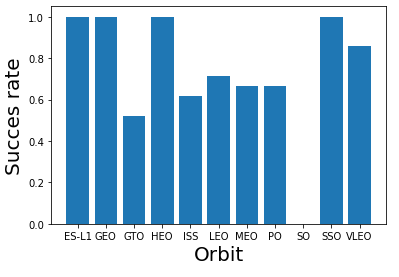 Succes rate
1.0
0.8
0.6
0.4
0.2
0.0
ES-L1 GEO GTO HEO ISS LEO MEO PO SO SSO VLEO
Orbit